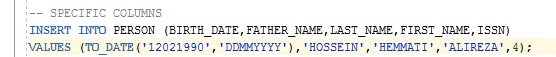 -- SPECIFIC COLUMNS
INSERT INTO PERSON (BIRTH_DATE,FATHER_NAME,LAST_NAME,FIRST_NAME,ISSN)
VALUES (TO_DATE('12021990','DDMMYYYY'),'HOSSEIN','HEMMATI','ALIREZA',4);